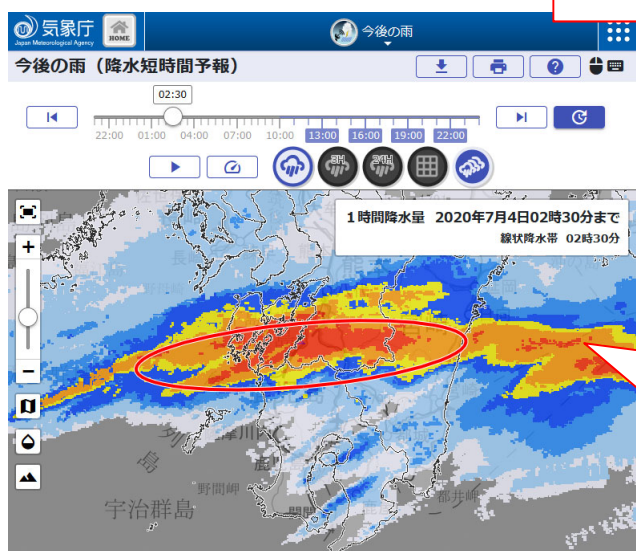 気象庁
Japan Meteorological Agency
HOME
今後の雨
今後の雨（降水短時間予報）
02:30
22:00 01:00 04:00 07:00 10:00 13:00 16:00 19:00 22:00
3H
24H
1時間降水量 2020年7月4日02時30分まで
線状降水帯 02時30分
野間岬
都井岬
宇治群島